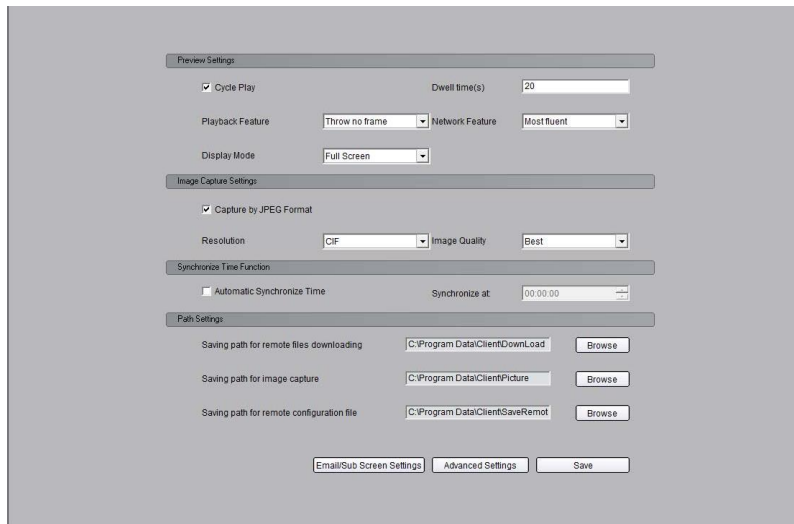 Preview Settings
Cycle Play Dwell time(s) 20
Playback Feature Throw no frame Network Feature Most fluent
Display Mode Full Screen
Image Capture Settings
Capture by JPEG Format
Resolution CIF Image Quality Best
Synchronize Time Function
Automatic Synchronize Time Synchronize at: 00:00:00
Path Settings
Saving path for remote files downloading C:\Program Data\Client\DownLoad Browse
Saving path for image capture C:\Program Data\Client\Picture Browse
Saving path for remote configuration file C:\Program Data\Client\SaveRemot Browse
Email/Sub Screen Settings Advanced Settings Save